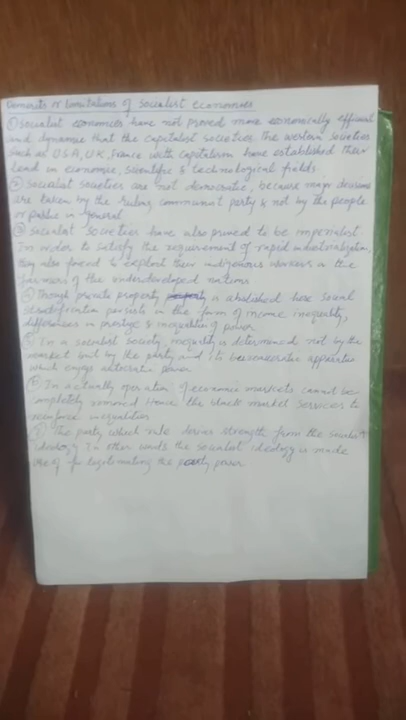 Demerits or Limitations of Socialist Economies
① Socialist economies have not proved more economically efficient
and dynamic that the capitalist societies. The western societies
such as U.S.A, U.K, France with capitalism have established their
lead in economic, scientific & technological fields.
② Socialist societies are not democratic, because major decisions
are taken by the ruling communist party & not by the people
or public in general
③ Socialist Societies have also proved to be imperialist
In order to satisfy the requirement of rapid industrialization,
they also forced to exploit their indigenous workers or the
farmers of the underdeveloped nations
④ Though private property is abolished here social
stratification persists in the form of income inequality,
differences in prestige & inequalities of power.
In a socialist society, inequality is determined not by the
market but by the party and its bureaucratic apparatus
which enjoys autocratic power
⑥ In actually operation of economic markets cannot be
completely removed Hence the black market services to
reinforce inequalities
The party which rule derive strength from the socialist
ideology In other words the socialist ideology is made
use of for legitimating the party power